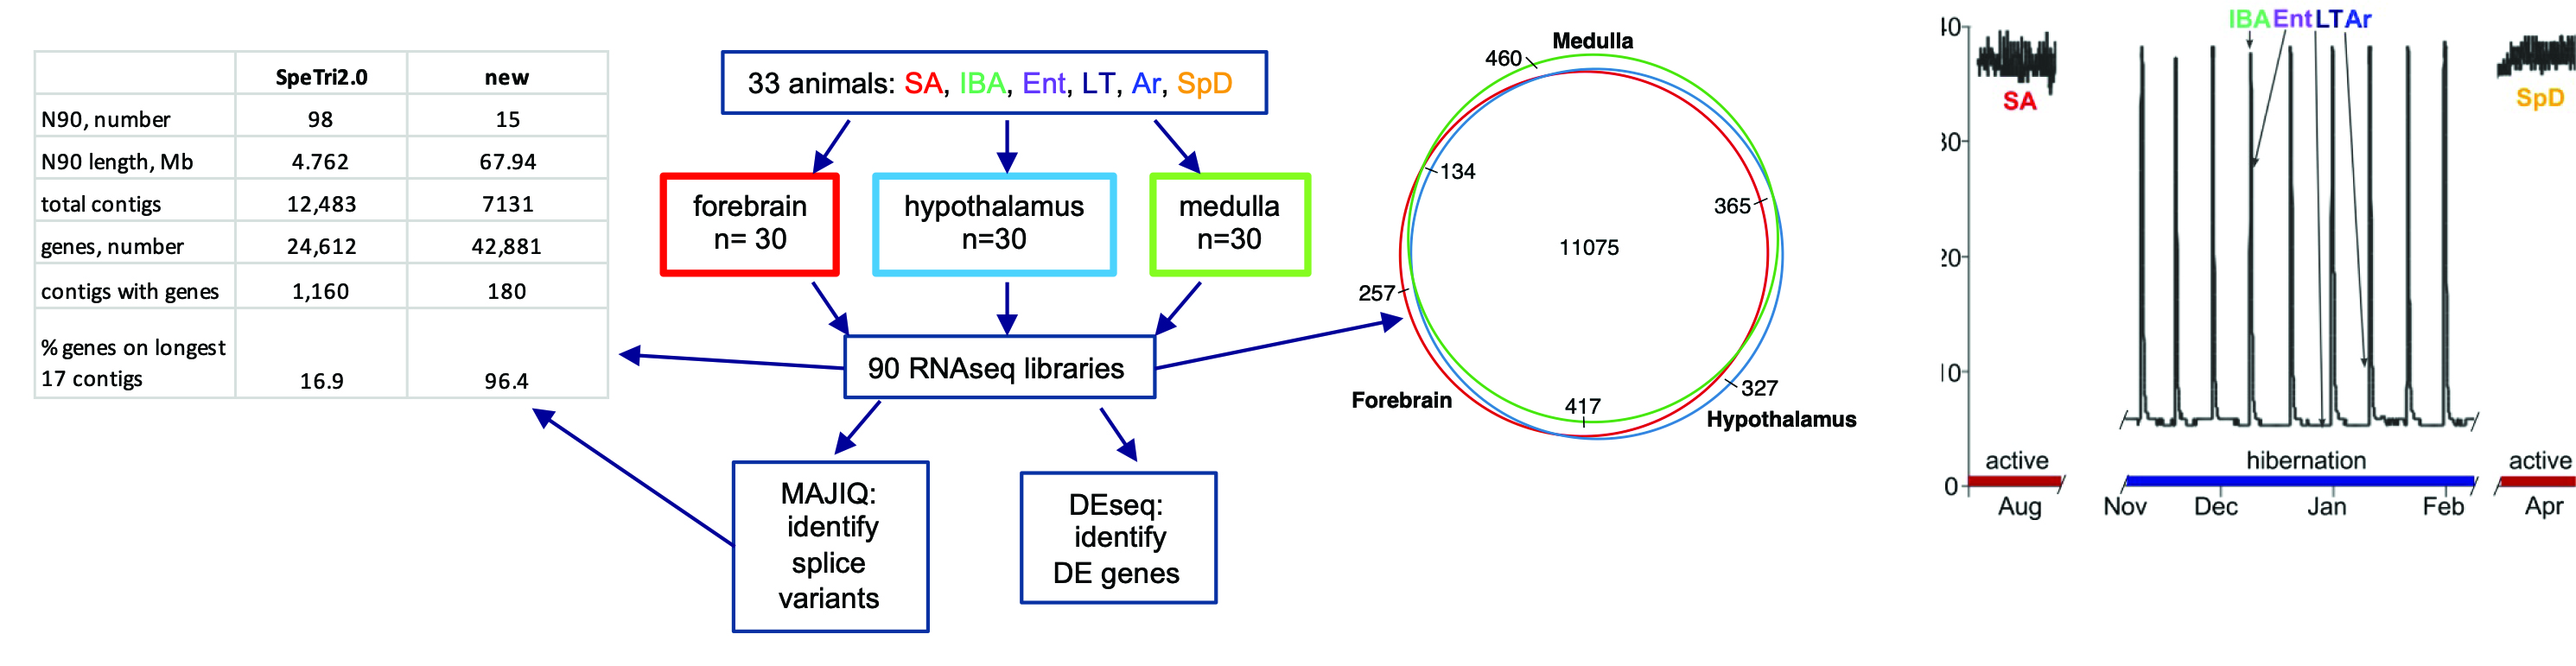 SpeTri2.0 new
N90, number 98 15
N90 length, Mb 4.762 67.94
total contigs 12,483 7131
genes, number 24,612 42,881
contigs with genes 1,160 180
% genes on longest
17 contigs 16.9 96.4
33 animals: SA, IBA, Ent, LT, Ar, SpD
forebrain
n= 30
hypothalamus
n=30
medulla
n=30
90 RNAseq libraries
MAJIQ:
identify
splice
variants
DEseq:
identify
DE genes
Medulla
460
134
365
11075
257
417
327
Forebrain
Hypothalamus
IBA Ent LT Ar
40
30
20
10
0
SA
SpD
active
hibernation
active
Aug
Nov
Dec
Jan
Feb
Apr